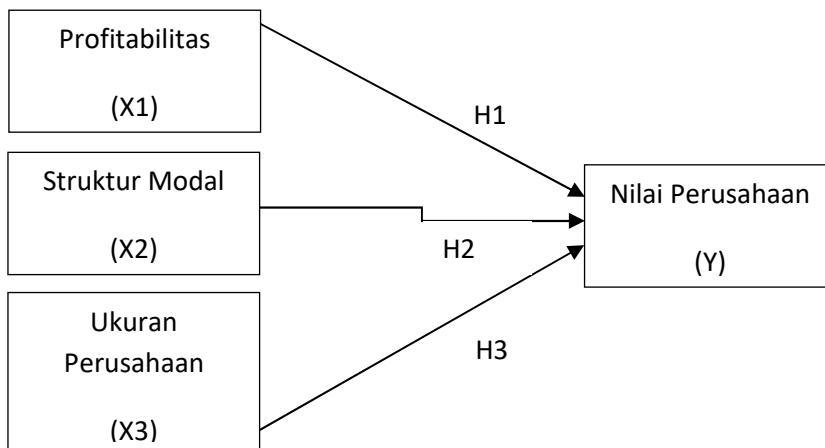 Profitabilitas
(X1)
H1
Struktur Modal
(X2)
H2
Nilai Perusahaan
(Y)
Ukuran
Perusahaan
(X3)
H3